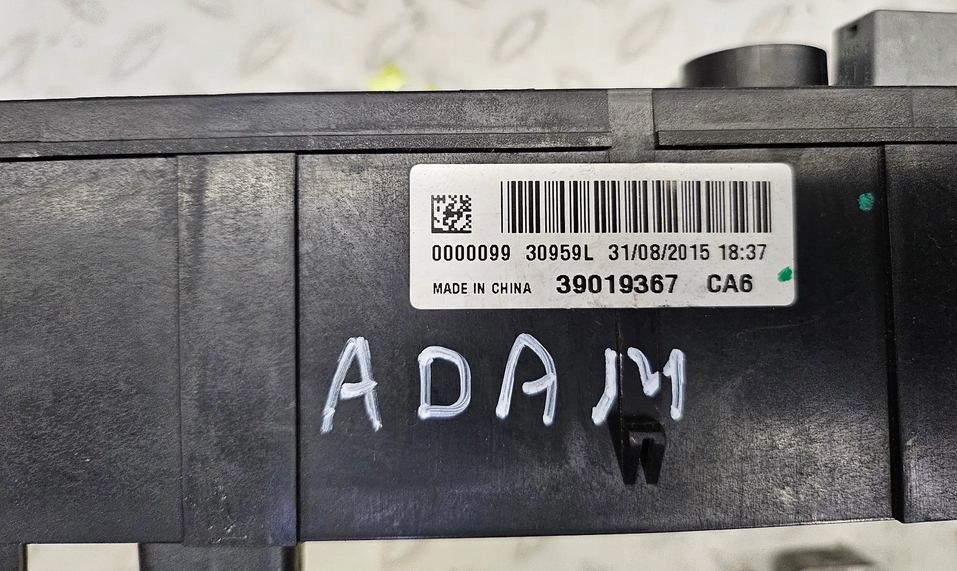 0000099 30959L 31/08/2015 18:37
MADE IN CHINA 39019367 CA6
ADAM